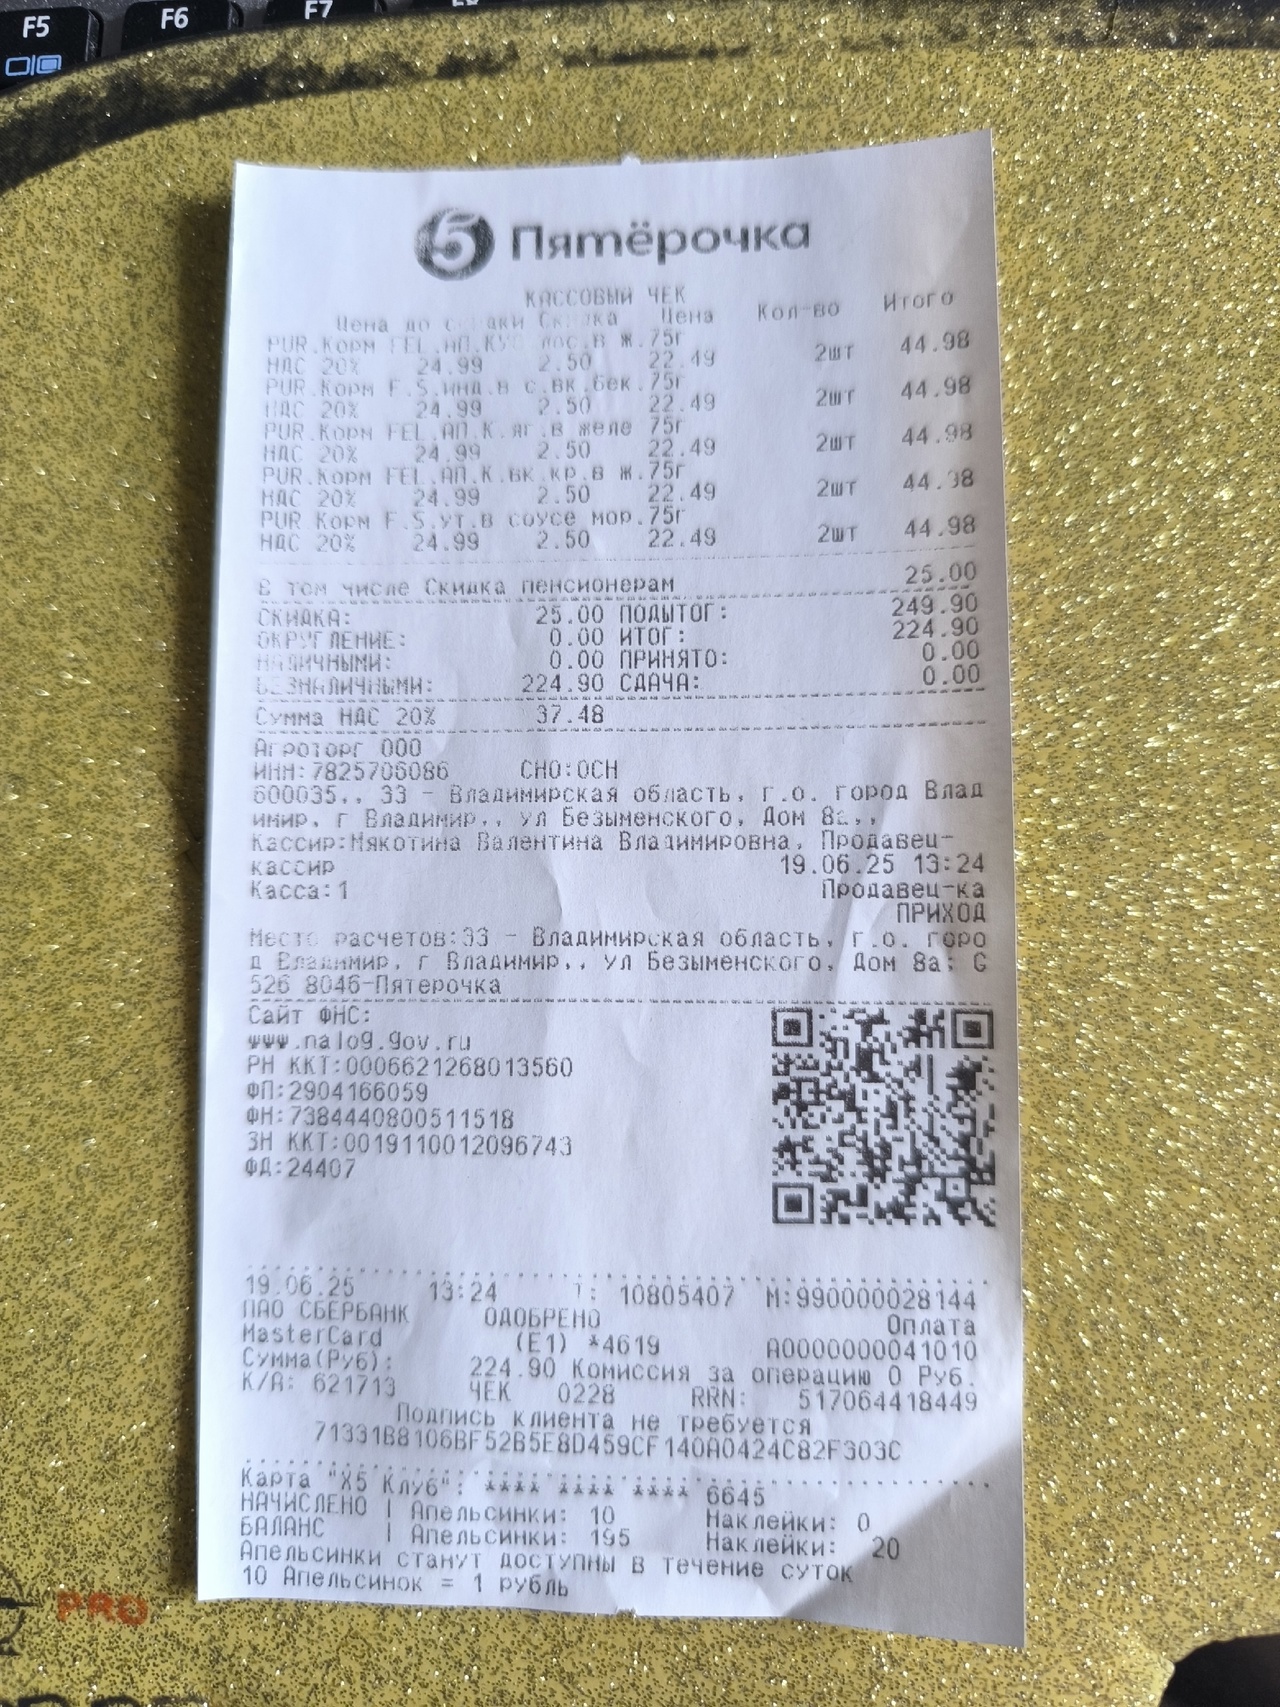 F5
F6
F7
F8
5 Пятёрочка
КАССОВЫЙ ЧЕК
Цена до скидки Скидка Цена Кол-во Итого
PUR.Корм FEL.АП.КУС лос.в ж.75г
НДС 20% 24.99 2.50 22.49 2шт 44.98
PUR.Корм F.S.инд.в с.вк.бек.75г
НДС 20% 24.99 2.50 22.49 2шт 44.98
PUR.Корм FEL.АП.К.яг.в желе 75г
НДС 20% 24.99 2.50 22.49 2шт 44.98
PUR.Корм FEL.АП.К.вк.кр.в ж.75г
НДС 20% 24.99 2.50 22.49 2шт 44.98
PUR.Корм F.S.ут.в соусе мор.75г
НДС 20% 24.99 2.50 22.49 2шт 44.98
В том числе Скидка пенсионерам 25.00
СКИДКА: 25.00 ПОДЫТОГ: 249.90
ОКРУГЛЕНИЕ: 0.00 ИТОГ: 224.90
НАЛИЧНЫМИ: 0.00 ПРИНЯТО: 0.00
БЕЗНАЛИЧНЫМИ: 224.90 СДАЧА: 0.00
Сумма НДС 20% 37.48
Агроторг ООО
ИНН:7825706086 СНО:ОСН
600035,, 33 - Владимирская область, г.о. город Влад
имир, г Владимир,, ул Безыменского, Дом 8а,,
Кассир:Мякотина Валентина Владимировна, Продавец-
кассир 19.06.25 13:24
Касса:1 Продавец-ка
ПРИХОД
Место расчетов:33 - Владимирская область, г.о. горо
д Владимир, г Владимир,, ул Безыменского, Дом 8а; G
526 8046-Пятерочка
Сайт ФНС:
www.nalog.gov.ru
РН ККТ:0006621268013560
ФП:2904166059
ФН:7384440800511518
ЗН ККТ:0019110012096743
ФД:24407
19.06.25 13:24 Т: 10805407 М:990000028144
ПАО СБЕРБАНК ОДОБРЕНО Оплата
MasterCard (E1) *4619 A0000000041010
Сумма(Руб): 224.90 Комиссия за операцию 0 Руб.
К/А: 621713 ЧЕК 0228 RRN: 517064418449
Подпись клиента не требуется
71331B8106BF52B5E8D459CF140A0424C82F303C
Карта "X5 Клуб": **** **** **** 6645
НАЧИСЛЕНО | Апельсинки: 10 Наклейки: 0
БАЛАНС | Апельсинки: 195 Наклейки: 20
Апельсинки станут доступны в течение суток
10 Апельсинок = 1 рубль
PRO